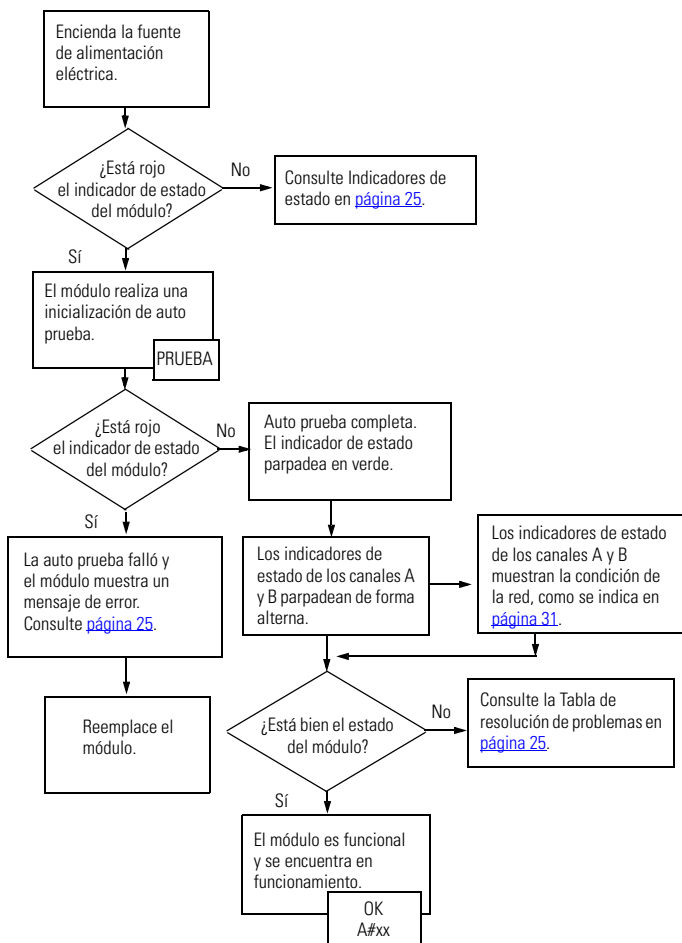 Encienda la fuente
de alimentación
eléctrica.
¿Está rojo
el indicador de estado
del módulo?
No
Consulte Indicadores de
estado en página 25.
Sí
El módulo realiza una
inicialización de auto
prueba.
PRUEBA
¿Está rojo
el indicador de estado
del módulo?
No
Auto prueba completa.
El indicador de estado
parpadea en verde.
Sí
La auto prueba falló y
el módulo muestra un
mensaje de error.
Consulte página 25.
Los indicadores de
estado de los canales A
y B parpadean de forma
alterna.
Los indicadores de estado
de los canales A y B
muestran la condición de
la red, como se indica en
página 31.
Reemplace el
módulo.
¿Está bien el estado
del módulo?
No
Consulte la Tabla de
resolución de problemas en
página 25.
Sí
El módulo es funcional
y se encuentra en
funcionamiento.
OK
A#xx